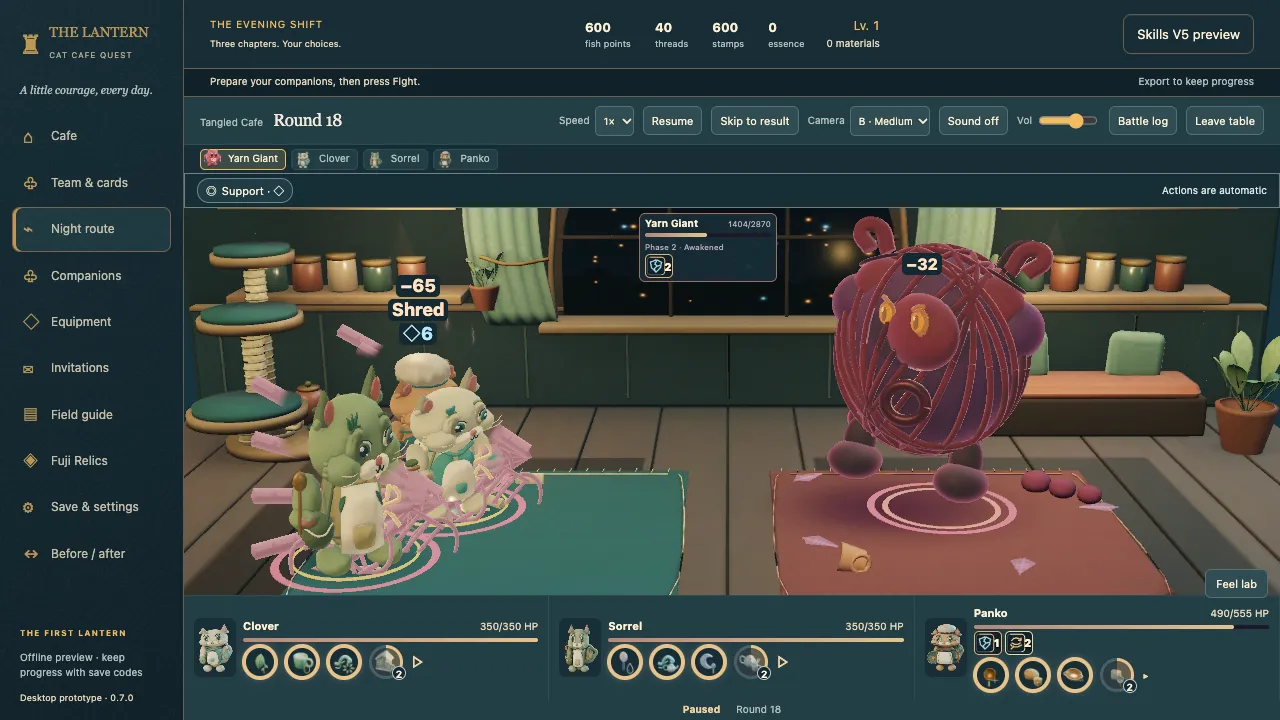 THE LANTERN
CAT CAFE QUEST
A little courage, every day.
Cafe
Team & cards
Night route
Companions
Equipment
Invitations
Field guide
Fuji Relics
Save & settings
Before / after
THE FIRST LANTERN
Offline preview · keep
progress with save codes
Desktop prototype · 0.7.0
THE EVENING SHIFT
Three chapters. Your choices.
600
fish points
40
threads
600
stamps
0
essence
Lv. 1
0 materials
Skills V5 preview
Prepare your companions, then press Fight.
Export to keep progress
Tangled Cafe
Round 18
Speed
1x
Resume
Skip to result
Camera
B · Medium
Sound off
Vol
Battle log
Leave table
Yarn Giant
Clover
Sorrel
Panko
Support ·
Actions are automatic
Yarn Giant
1404/2870
Phase 2 · Awakened
2
−32
−65
Shred
6
Feel lab
Clover
350/350 HP
2
Sorrel
350/350 HP
2
Panko
490/555 HP
1
2
2
Paused
Round 18